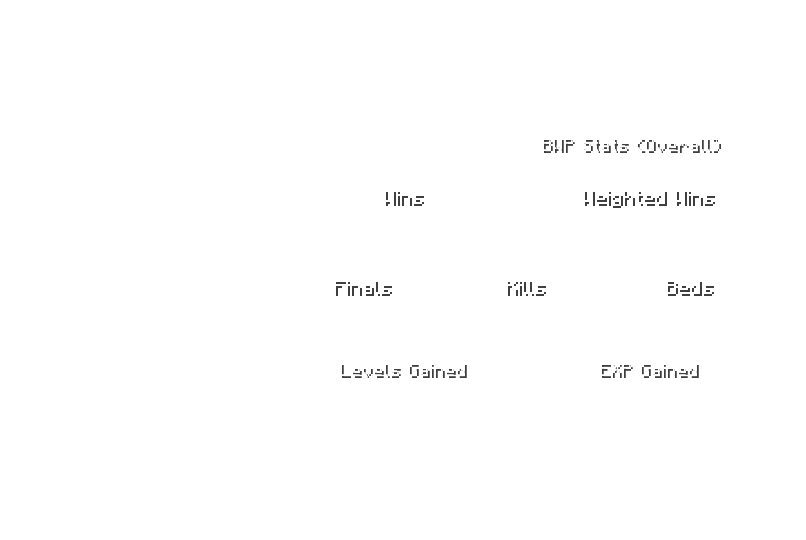 BWP Stats (Overall)
Wins Weighted Wins
Finals Kills Beds
Levels Gained EXP Gained